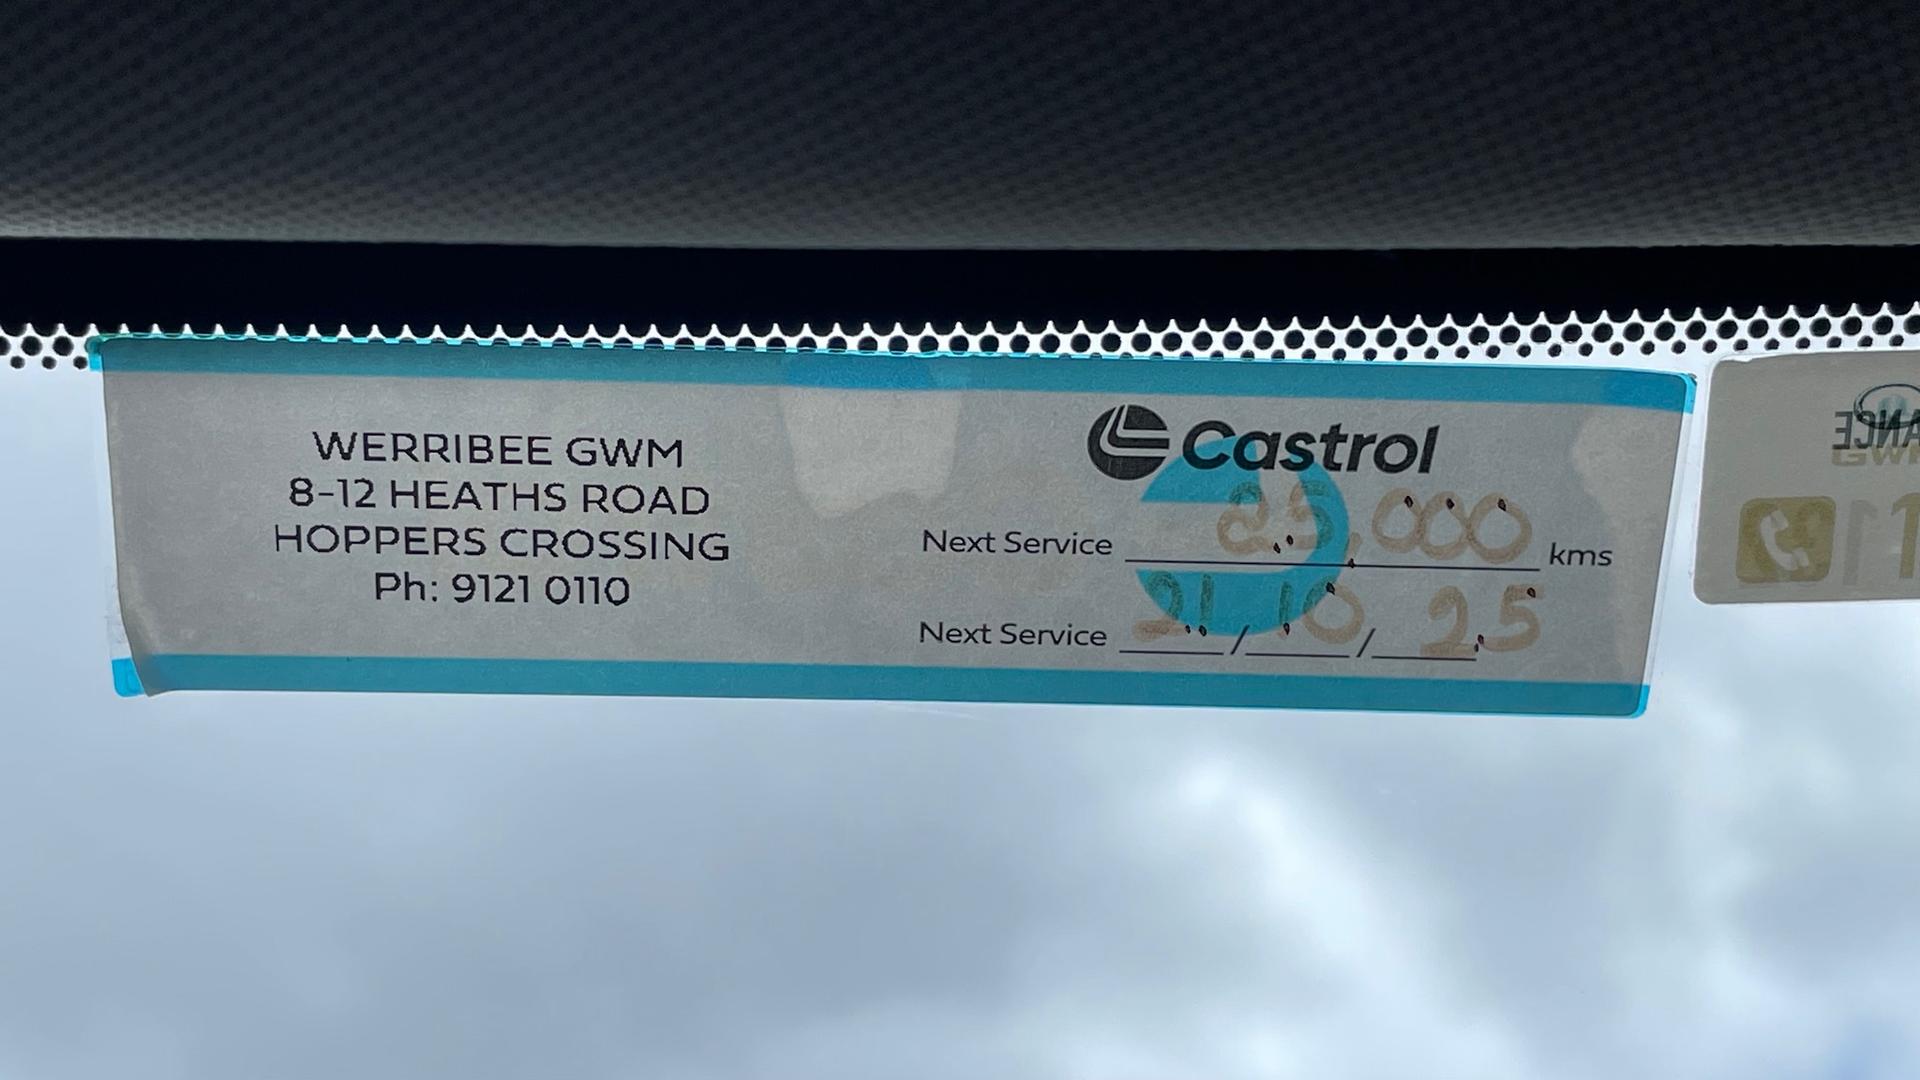 WERRIBEE GWM
8-12 HEATHS ROAD
HOPPERS CROSSING
Ph: 9121 0110
Castrol
Next Service 25,000 kms
Next Service 21/10/25
GWM